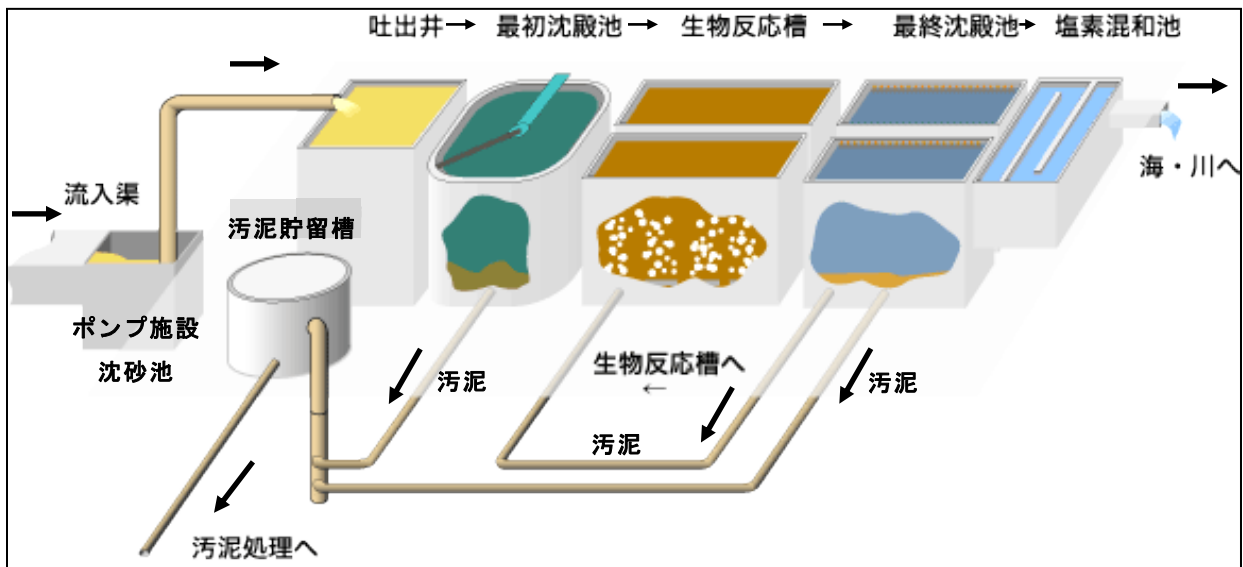 吐出井→最初沈殿池→生物反応槽→最終沈殿池→塩素混和池
流入渠
海・川へ
汚泥貯留槽
ポンプ施設
沈砂池
生物反応槽へ
←
汚泥
汚泥
汚泥
汚泥処理へ